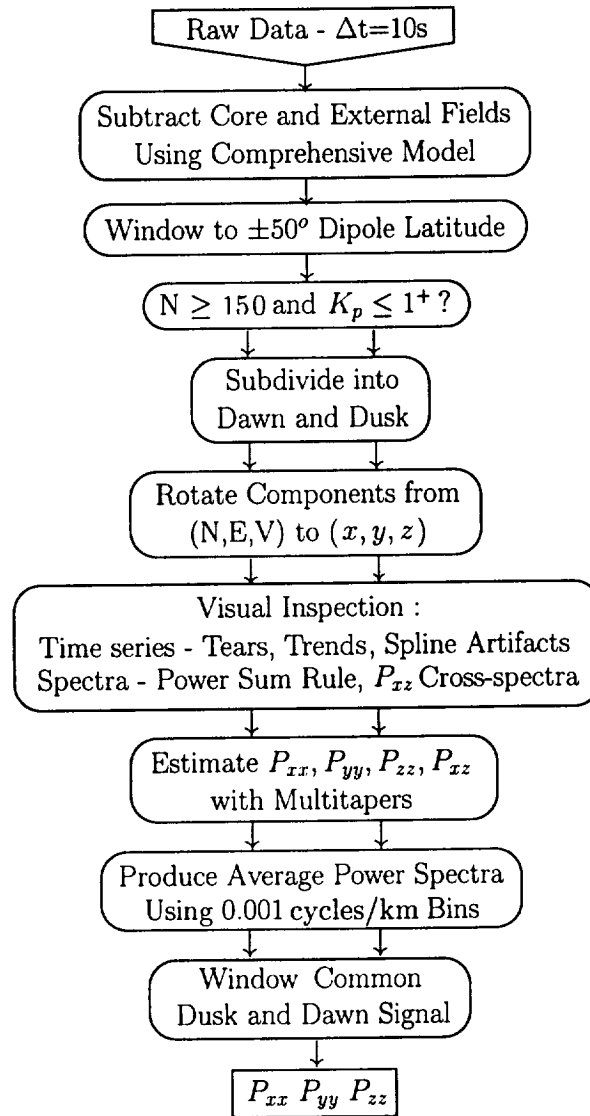 Raw Data - Δt=10s
Subtract Core and External Fields
Using Comprehensive Model
Window to ±50° Dipole Latitude
N ≥ 150 and K_p ≤ 1⁺ ?
Subdivide into
Dawn and Dusk
Rotate Components from
(N,E,V) to (x, y, z)
Visual Inspection :
Time series - Tears, Trends, Spline Artifacts
Spectra - Power Sum Rule, P_xz Cross-spectra
Estimate P_xx, P_yy, P_zz, P_xz
with Multitapers
Produce Average Power Spectra
Using 0.001 cycles/km Bins
Window Common
Dusk and Dawn Signal
P_xx P_yy P_zz